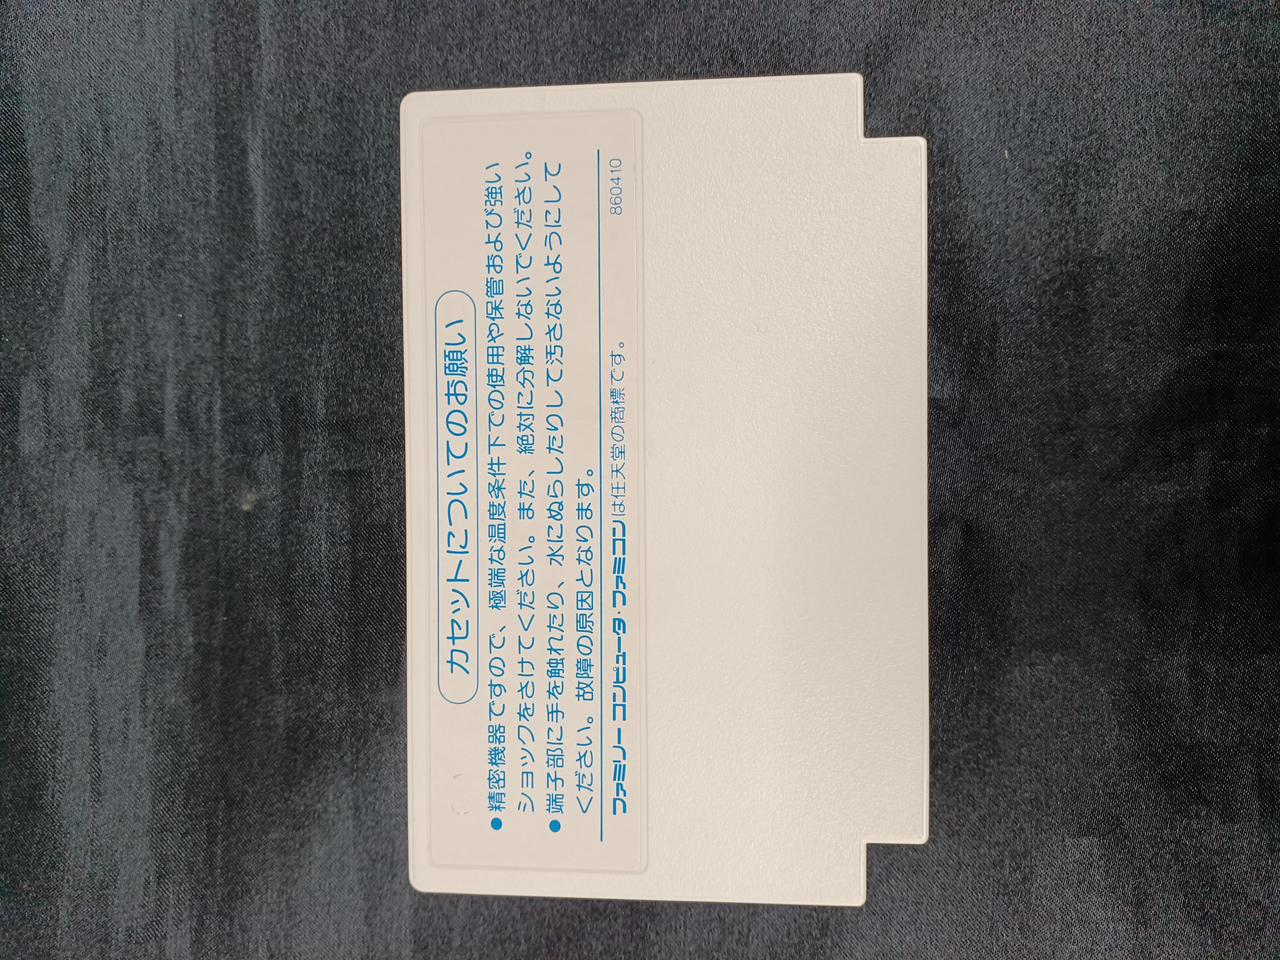 カセットについてのお願い
●精密機器ですので、極端な温度条件下での使用や保管および強い
ショックをさけてください。また、絶対に分解しないでください。
●端子部に手を触れたり、水にぬらしたりして汚さないようにして
ください。故障の原因となります。
ファミリーコンピュータ・ファミコンは任天堂の商標です。 860410